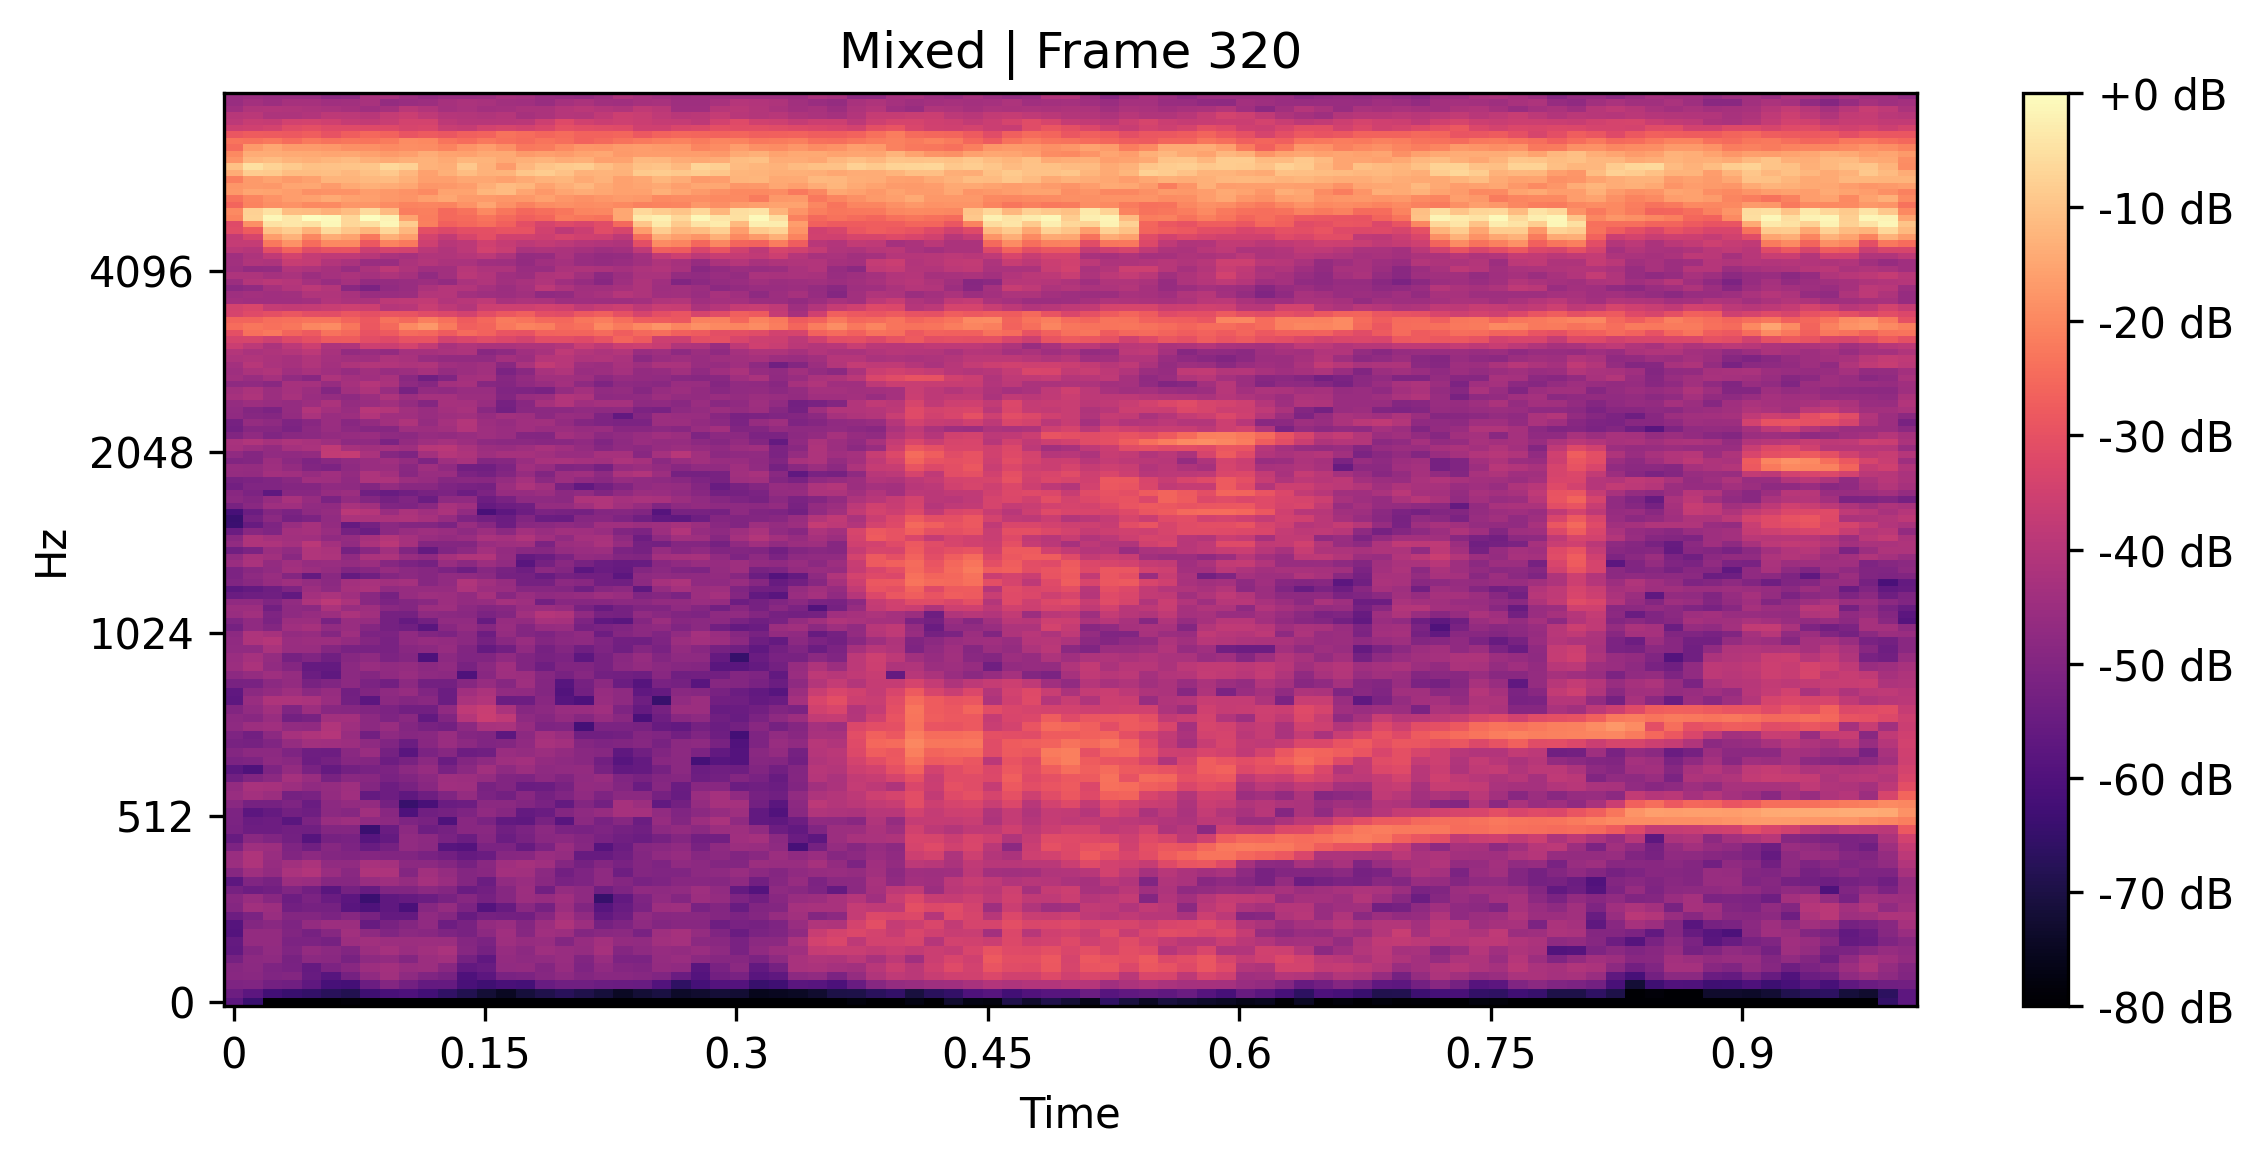 Mixed | Frame 320
+0 dB
-10 dB
-20 dB
-30 dB
-40 dB
-50 dB
-60 dB
-70 dB
-80 dB
Hz
4096
2048
1024
512
0
0 0.15 0.3 0.45 0.6 0.75 0.9
Time